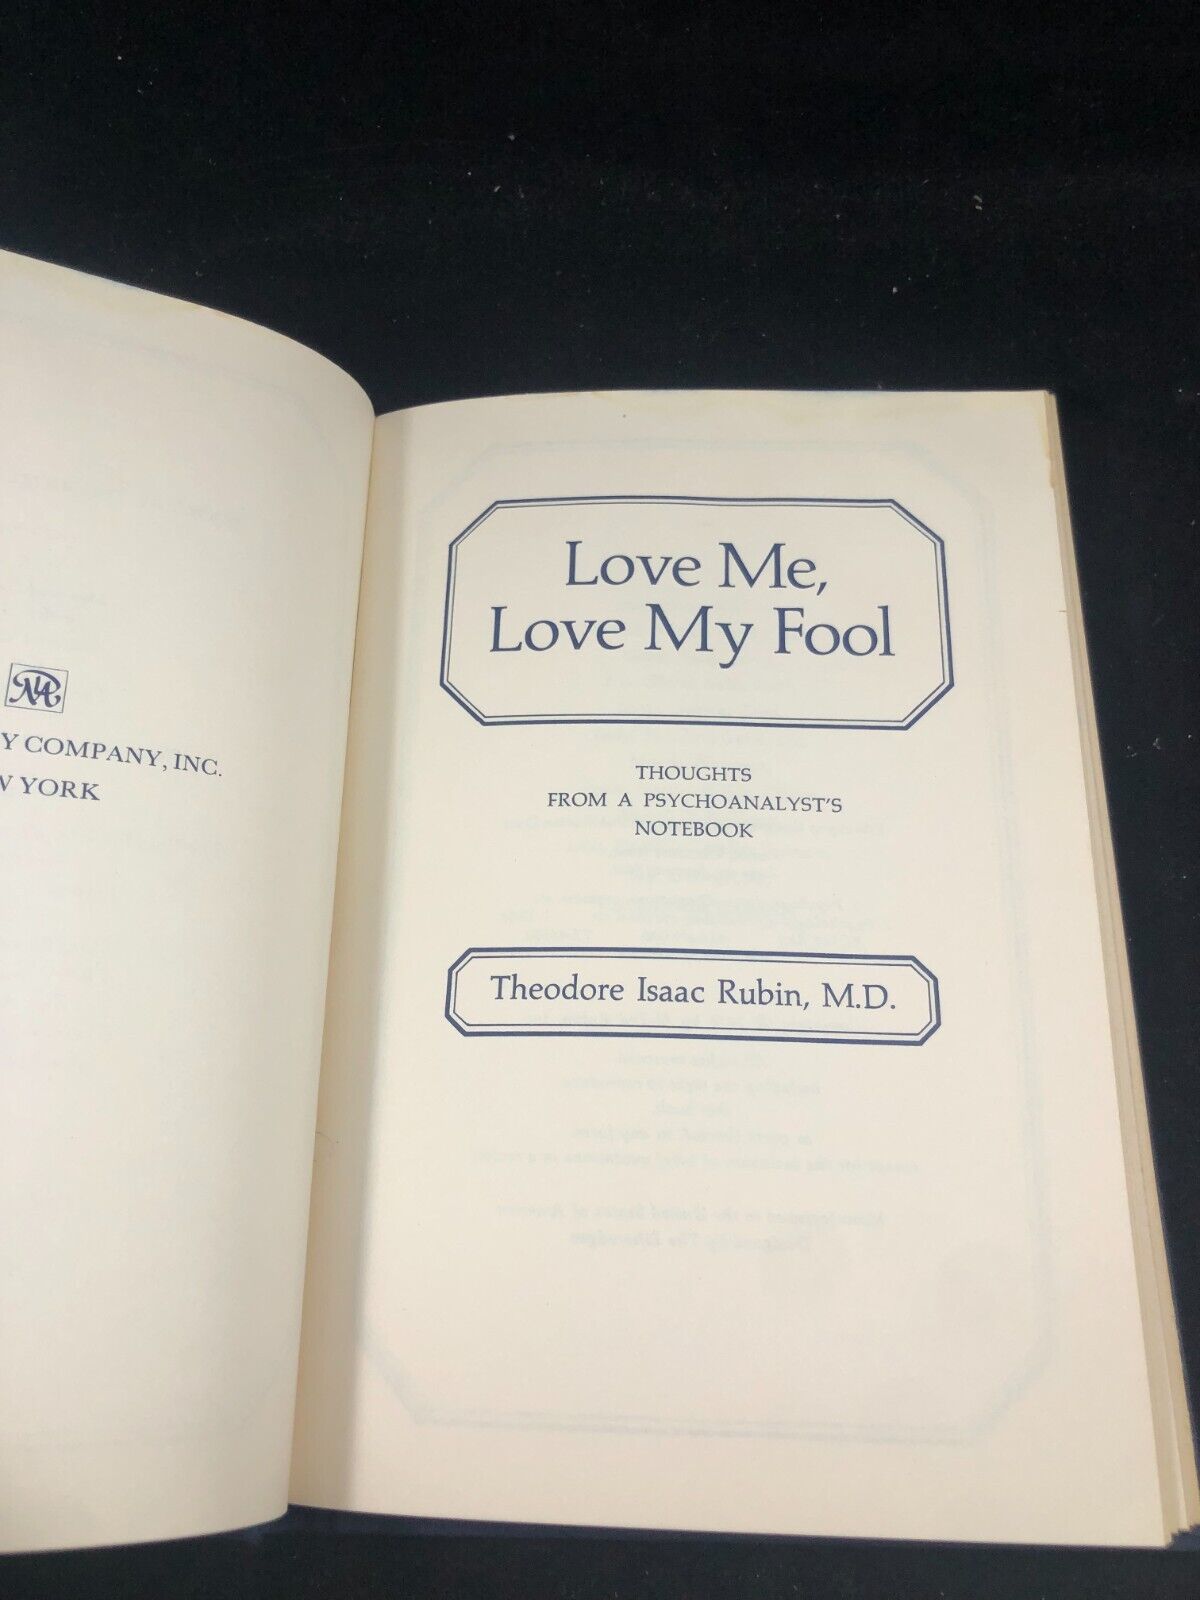 Y COMPANY, INC.
W YORK
Love Me,
Love My Fool
THOUGHTS
FROM A PSYCHOANALYST'S
NOTEBOOK
Theodore Isaac Rubin, M.D.